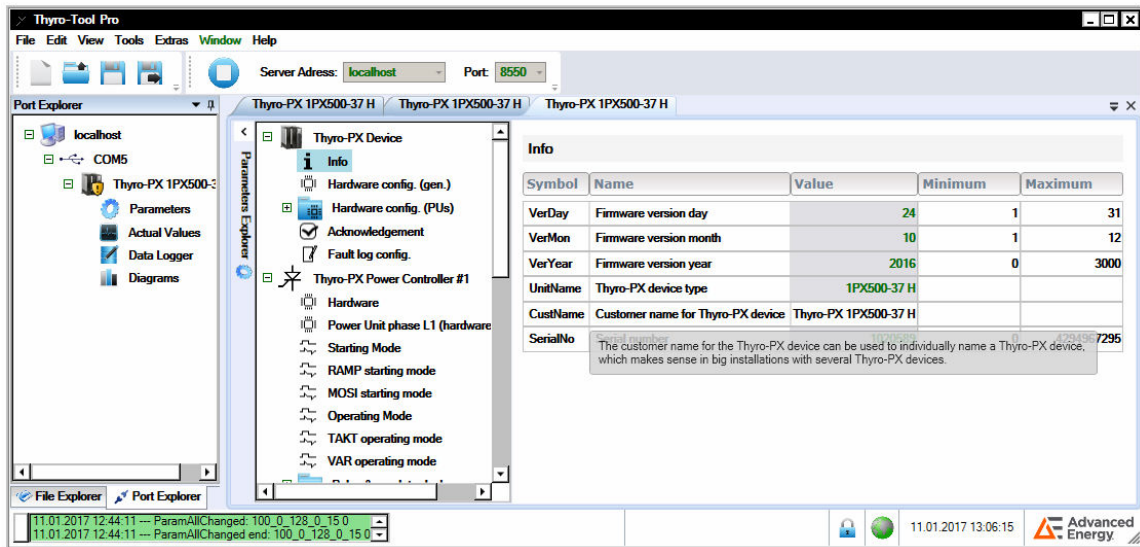 Thyro-Tool Pro
File Edit View Tools Extras Window Help
Server Adress: localhost Port: 8550
Port Explorer
localhost
COM5
Thyro-PX 1PX500-3
Parameters
Actual Values
Data Logger
Diagrams
File Explorer Port Explorer
Thyro-PX 1PX500-37 H Thyro-PX 1PX500-37 H Thyro-PX 1PX500-37 H
Parameters Explorer
Thyro-PX Device
Info
Hardware config. (gen.)
Hardware config. (PUs)
Acknowledgement
Fault log config.
Thyro-PX Power Controller #1
Hardware
Power Unit phase L1 (hardware
Starting Mode
RAMP starting mode
MOSI starting mode
Operating Mode
TAKT operating mode
VAR operating mode
Info
Symbol Name Value Minimum Maximum
VerDay Firmware version day 24 1 31
VerMon Firmware version month 10 1 12
VerYear Firmware version year 2016 0 3000
UnitName Thyro-PX device type 1PX500-37 H
CustName Customer name for Thyro-PX device Thyro-PX 1PX500-37 H
SerialNo Serial number 0 4294967295
The customer name for the Thyro-PX device can be used to individually name a Thyro-PX device,
which makes sense in big installations with several Thyro-PX devices.
11.01.2017 12:44:11 --- ParamAllChanged: 100_0_128_0_15 0
11.01.2017 12:44:11 --- ParamAllChanged end: 100_0_128_0_15 0
11.01.2017 13:06:15
Advanced
Energy